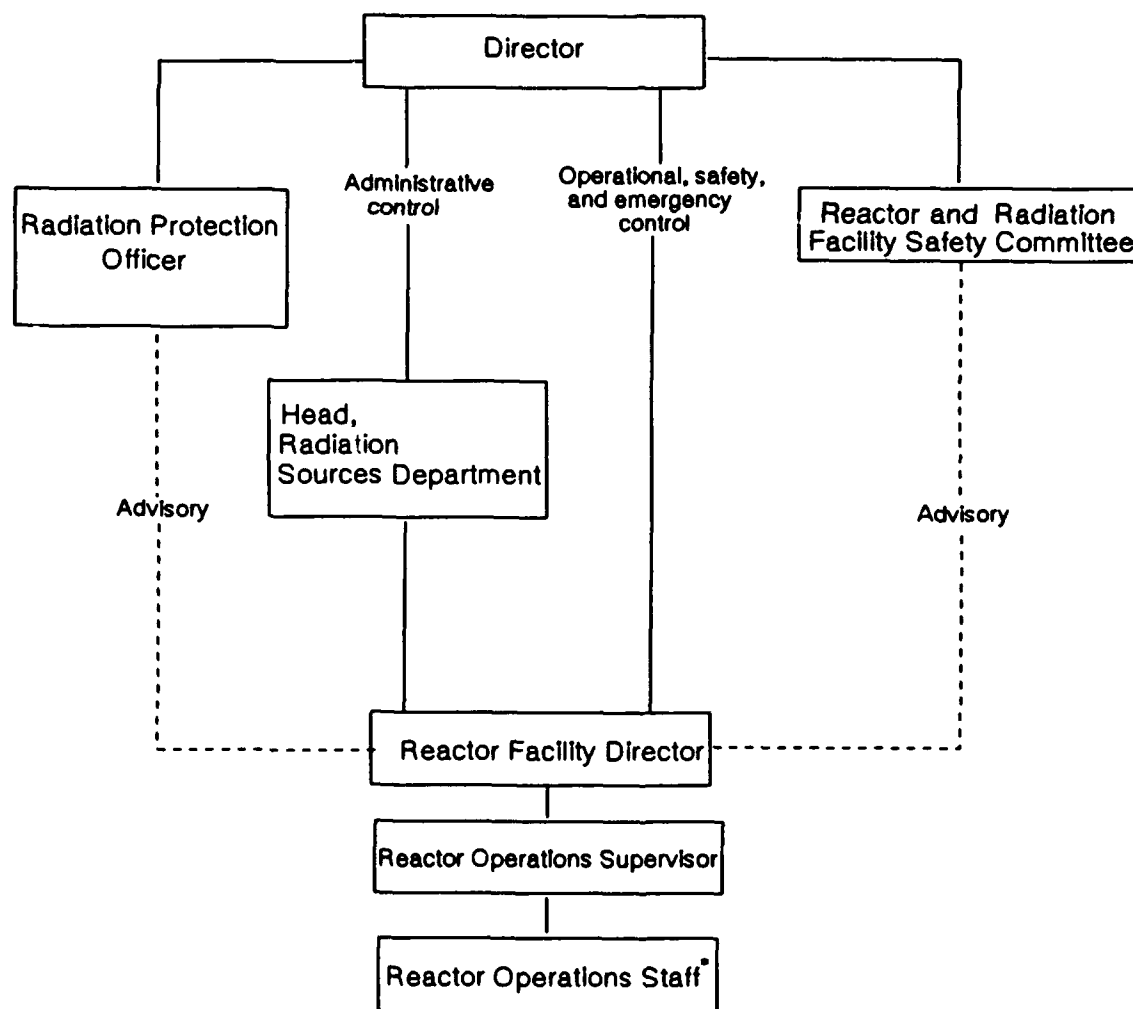 Director
Administrative
control
Operational, safety,
and emergency
control
Radiation Protection
Officer
Reactor and Radiation
Facility Safety Committee
Head,
Radiation
Sources Department
Advisory
Advisory
Reactor Facility Director
Reactor Operations Supervisor
Reactor Operations Staff*